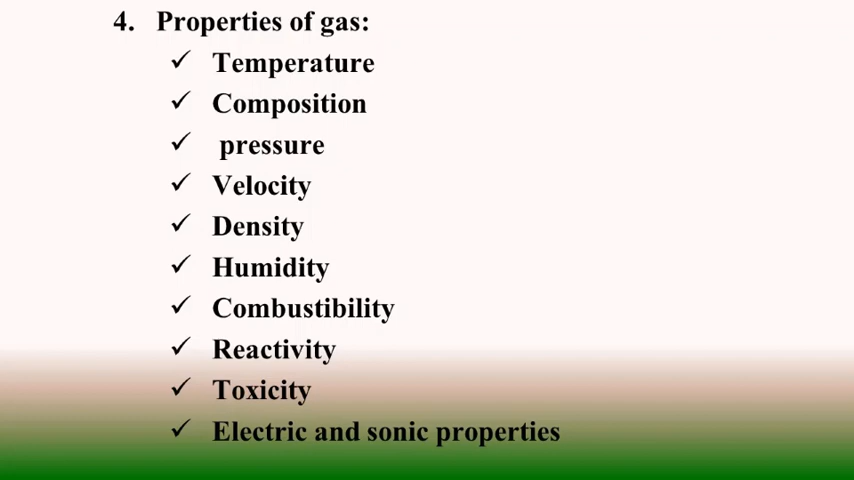 4. Properties of gas:
✓ Temperature
✓ Composition
✓ pressure
✓ Velocity
✓ Density
✓ Humidity
✓ Combustibility
✓ Reactivity
✓ Toxicity
✓ Electric and sonic properties